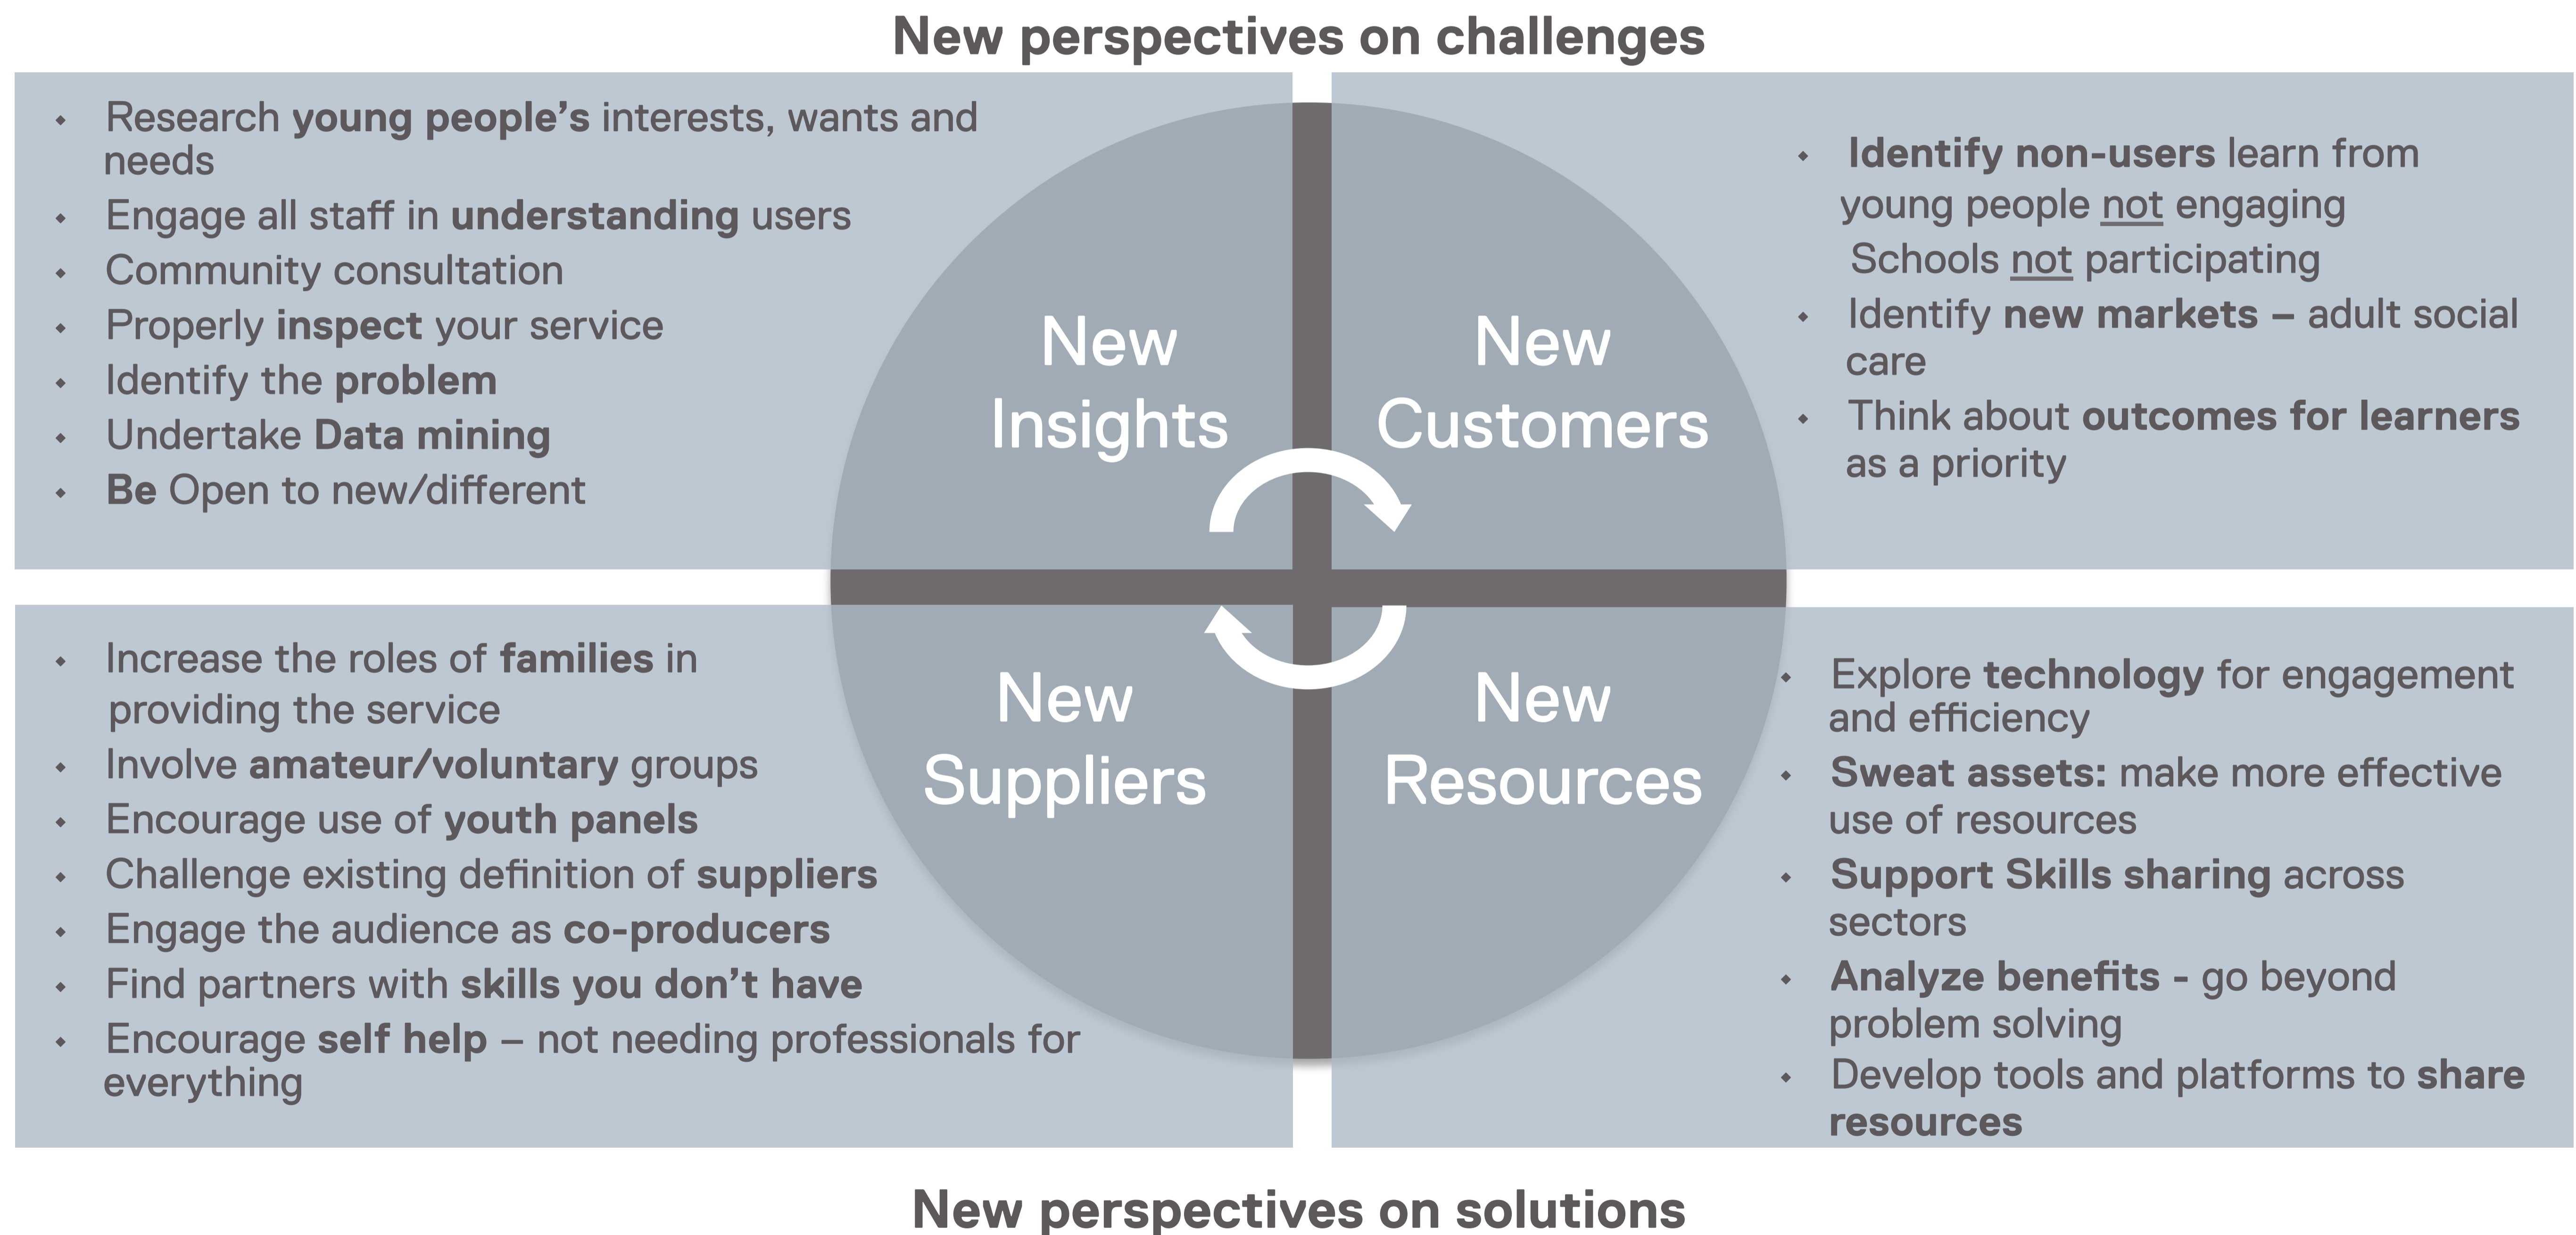 New perspectives on challenges
Research young people’s interests, wants and
needs
Engage all staff in understanding users
Community consultation
Properly inspect your service
Identify the problem
Undertake Data mining
Be Open to new/different
New
Insights
New
Customers
Identify non-users learn from
young people not engaging
Schools not participating
Identify new markets – adult social
care
Think about outcomes for learners
as a priority
Increase the roles of families in
providing the service
Involve amateur/voluntary groups
Encourage use of youth panels
Challenge existing definition of suppliers
Engage the audience as co-producers
Find partners with skills you don’t have
Encourage self help – not needing professionals for
everything
New
Suppliers
New
Resources
Explore technology for engagement
and efficiency
Sweat assets: make more effective
use of resources
Support Skills sharing across
sectors
Analyze benefits - go beyond
problem solving
Develop tools and platforms to share
resources
New perspectives on solutions